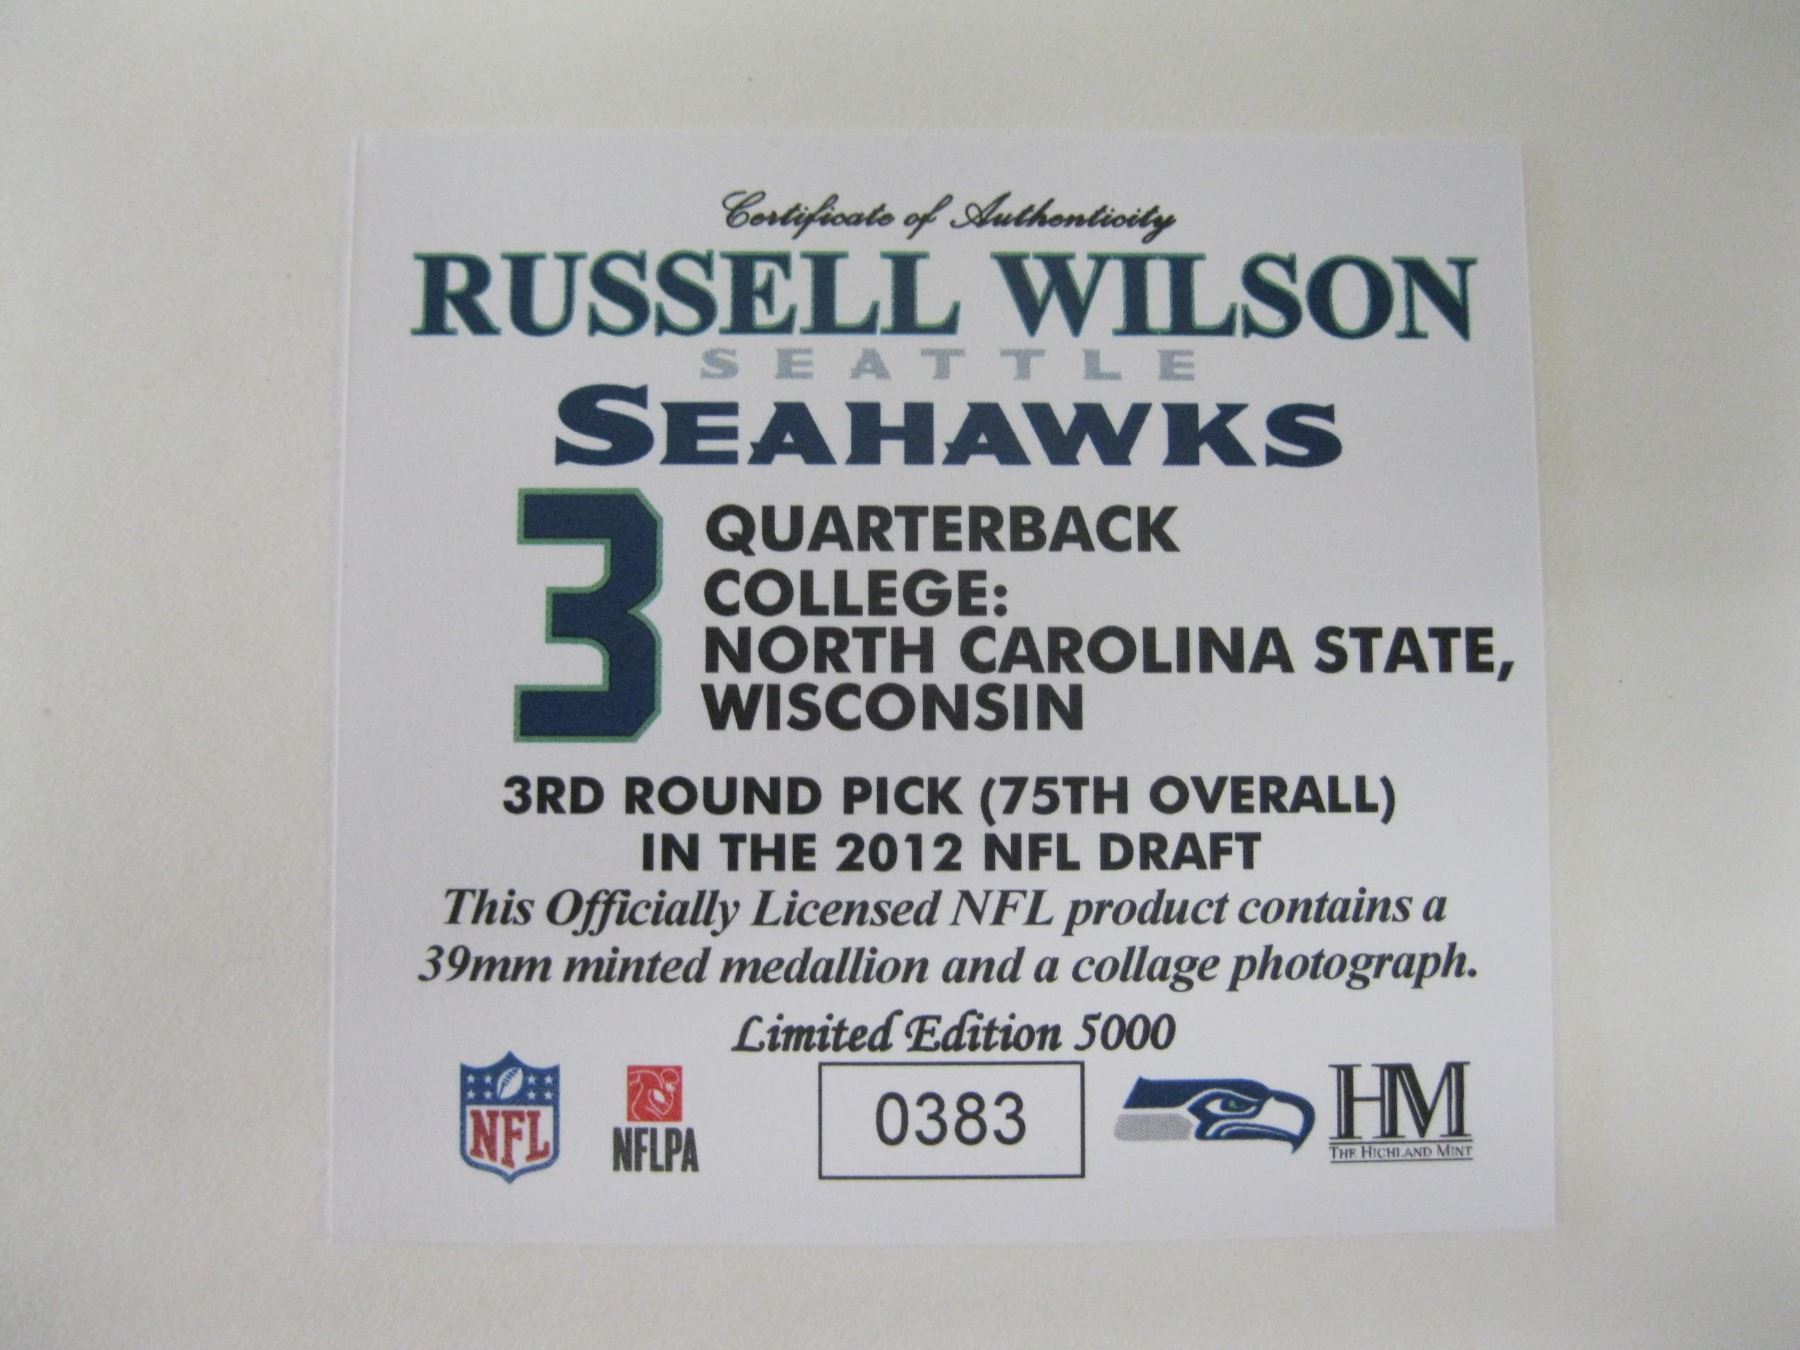 Certificate of Authenticity
RUSSELL WILSON
SEATTLE
SEAHAWKS
3
QUARTERBACK
COLLEGE:
NORTH CAROLINA STATE,
WISCONSIN
3RD ROUND PICK (75TH OVERALL)
IN THE 2012 NFL DRAFT
This Officially Licensed NFL product contains a
39mm minted medallion and a collage photograph.
Limited Edition 5000
NFL
NFLPA
0383
HM
THE HIGHLAND MINT